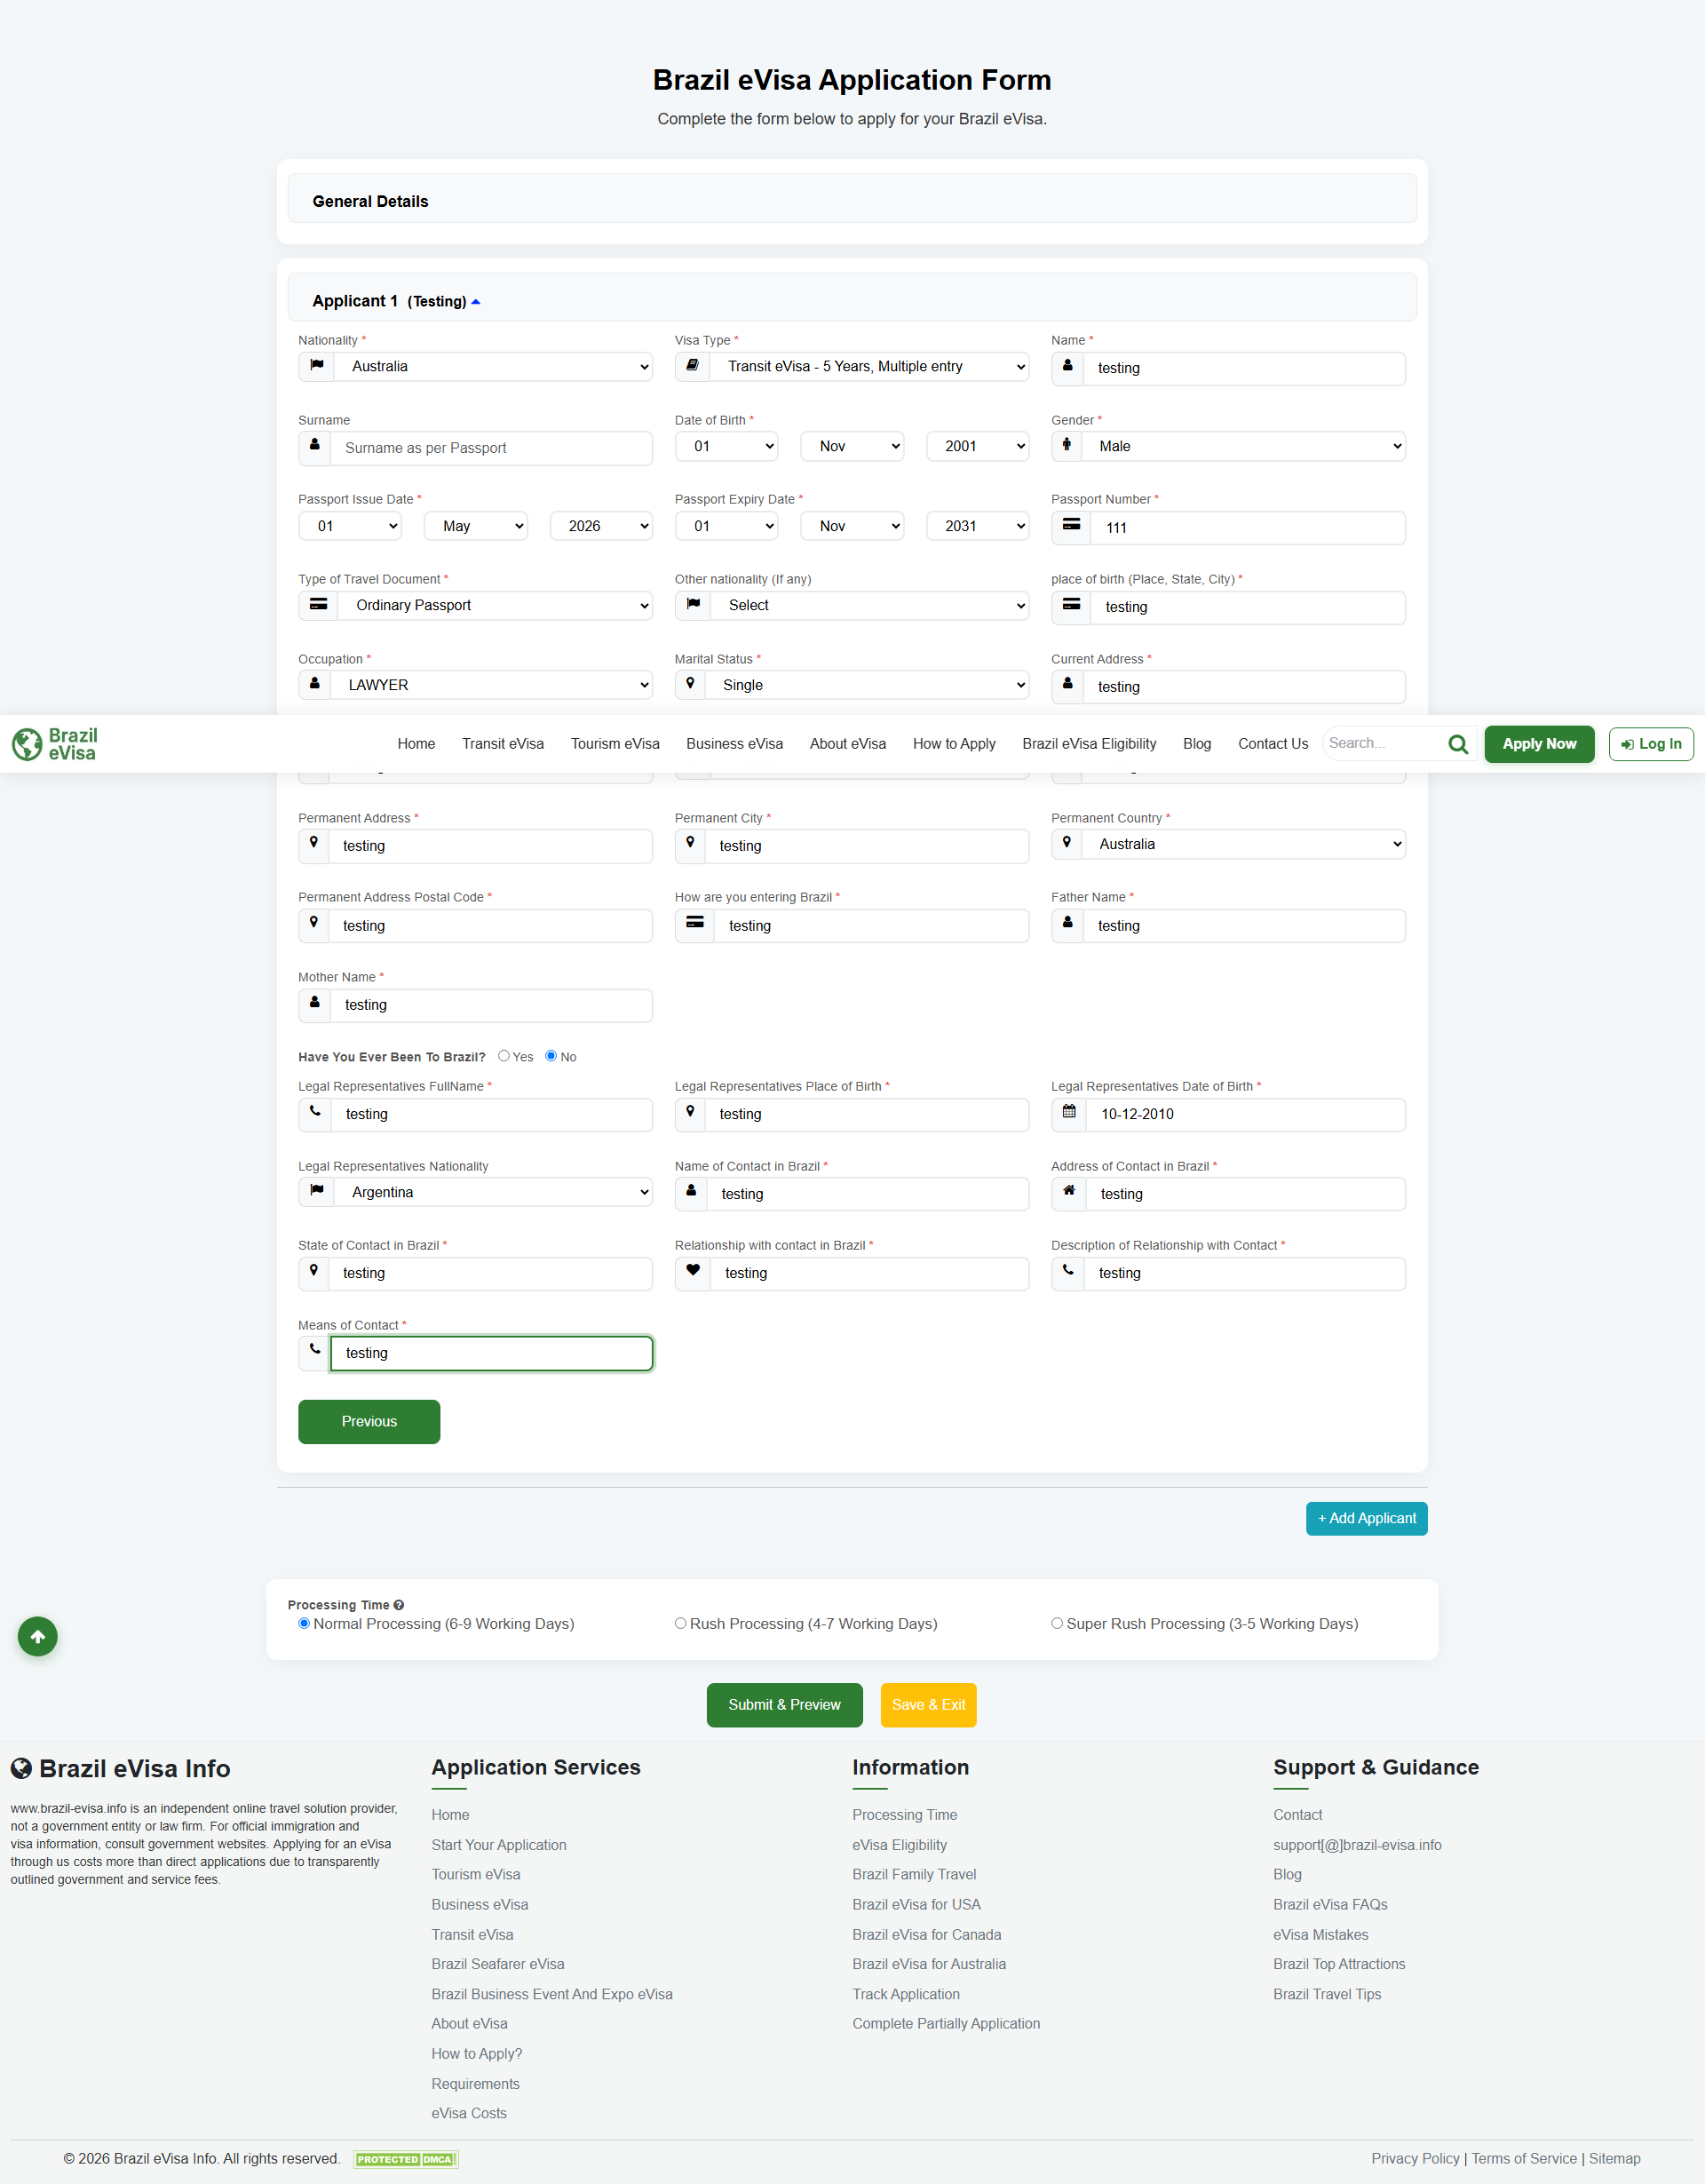 Brazil eVisa Application Form
Complete the form below to apply for your Brazil eVisa.
General Details
Applicant 1 (Testing)
Nationality * Visa Type * Name *
Australia Transit eVisa - 5 Years, Multiple entry testing
Surname Date of Birth * Gender *
Surname as per Passport 01 Nov 2001 Male
Passport Issue Date * Passport Expiry Date * Passport Number *
01 May 2026 01 Nov 2031 111
Type of Travel Document * Other nationality (If any) place of birth (Place, State, City) *
Ordinary Passport Select testing
Occupation * Marital Status * Current Address *
LAWYER Single testing
Brazil
eVisa
Home Transit eVisa Tourism eVisa Business eVisa About eVisa How to Apply Brazil eVisa Eligibility Blog Contact Us Search... Apply Now Log In
Permanent Address * Permanent City * Permanent Country *
testing testing Australia
Permanent Address Postal Code * How are you entering Brazil * Father Name *
testing testing testing
Mother Name *
testing
Have You Ever Been To Brazil? Yes No
Legal Representatives FullName * Legal Representatives Place of Birth * Legal Representatives Date of Birth *
testing testing 10-12-2010
Legal Representatives Nationality Name of Contact in Brazil * Address of Contact in Brazil *
Argentina testing testing
State of Contact in Brazil * Relationship with contact in Brazil * Description of Relationship with Contact *
testing testing testing
Means of Contact *
testing
Previous
+ Add Applicant
Processing Time
Normal Processing (6-9 Working Days) Rush Processing (4-7 Working Days) Super Rush Processing (3-5 Working Days)
Submit & Preview Save & Exit
Brazil eVisa Info
www.brazil-evisa.info is an independent online travel solution provider,
not a government entity or law firm. For official immigration and
visa information, consult government websites. Applying for an eVisa
through us costs more than direct applications due to transparently
outlined government and service fees.
Application Services
Home
Start Your Application
Tourism eVisa
Business eVisa
Transit eVisa
Brazil Seafarer eVisa
Brazil Business Event And Expo eVisa
About eVisa
How to Apply?
Requirements
eVisa Costs
Information
Processing Time
eVisa Eligibility
Brazil Family Travel
Brazil eVisa for USA
Brazil eVisa for Canada
Brazil eVisa for Australia
Track Application
Complete Partially Application
Support & Guidance
Contact
support[@]brazil-evisa.info
Blog
Brazil eVisa FAQs
eVisa Mistakes
Brazil Top Attractions
Brazil Travel Tips
© 2026 Brazil eVisa Info. All rights reserved. PROTECTED DMCA Privacy Policy | Terms of Service | Sitemap